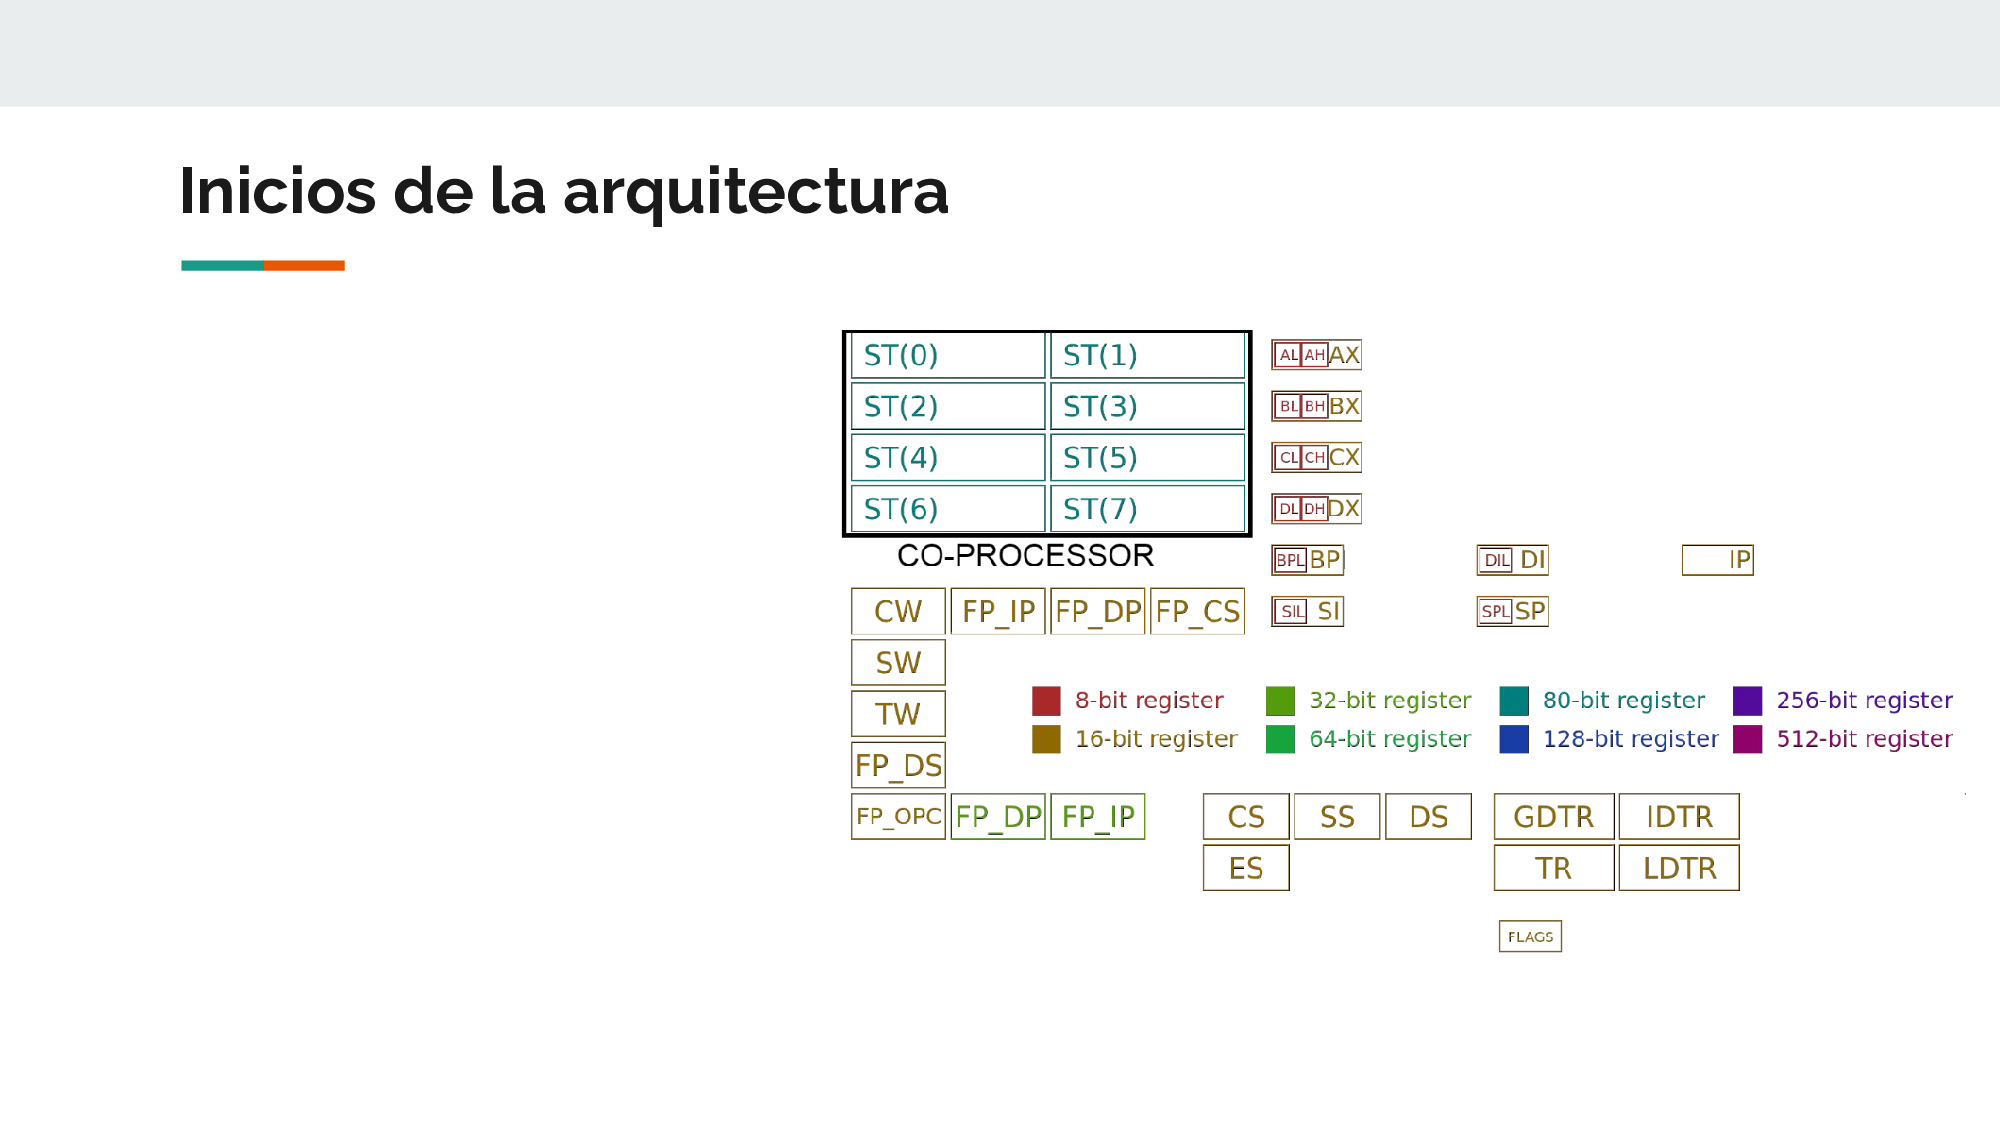 Inicios de la arquitectura
ST(0) ST(1) AL AH AX
ST(2) ST(3) BL BH BX
ST(4) ST(5) CL CH CX
ST(6) ST(7) DL DH DX
CO-PROCESSOR BPL BP DIL DI IP
CW FP_IP FP_DP FP_CS SIL SI SPL SP
SW
8-bit register 32-bit register 80-bit register 256-bit register
TW
16-bit register 64-bit register 128-bit register 512-bit register
FP_DS
FP_OPC FP_DP FP_IP CS SS DS GDTR IDTR
ES TR LDTR
FLAGS